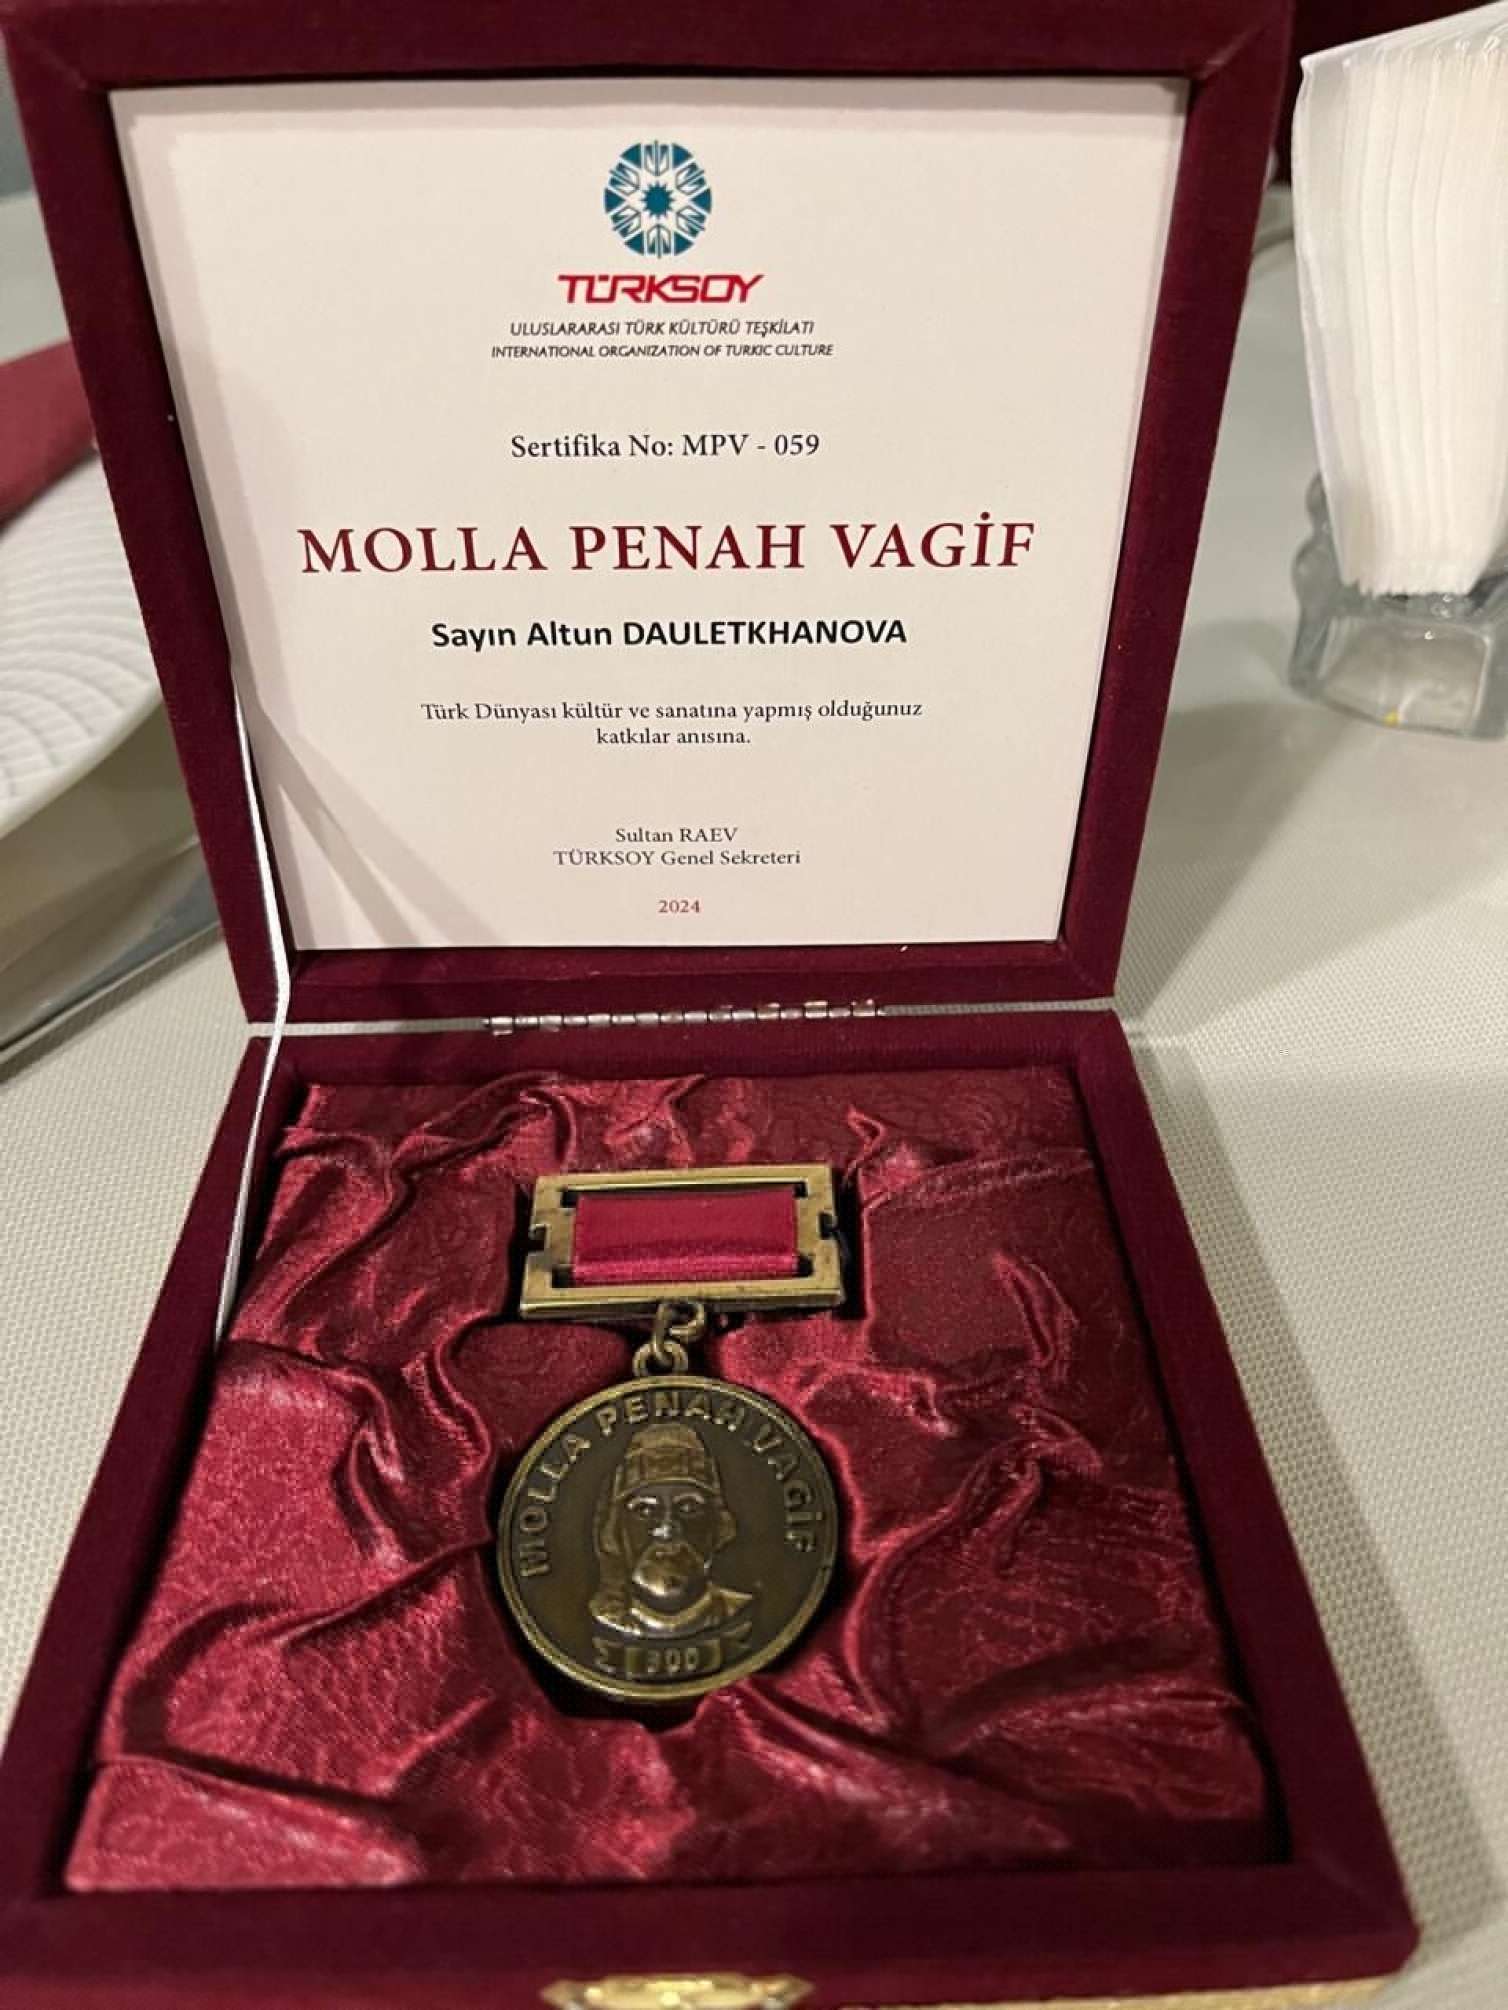 TÜRKSOY
ULUSLARARASI TÜRK KÜLTÜRÜ TEŞKİLATI
INTERNATIONAL ORGANIZATION OF TURKIC CULTURE
Sertifika No: MPV - 059
MOLLA PENAH VAGİF
Sayın Altun DAULETKHANOVA
Türk Dünyası kültür ve sanatına yapmış olduğunuz
katkılar anısına.
Sultan RAEV
TÜRKSOY Genel Sekreteri
2024
MOLLA PENAH VAGİF
300